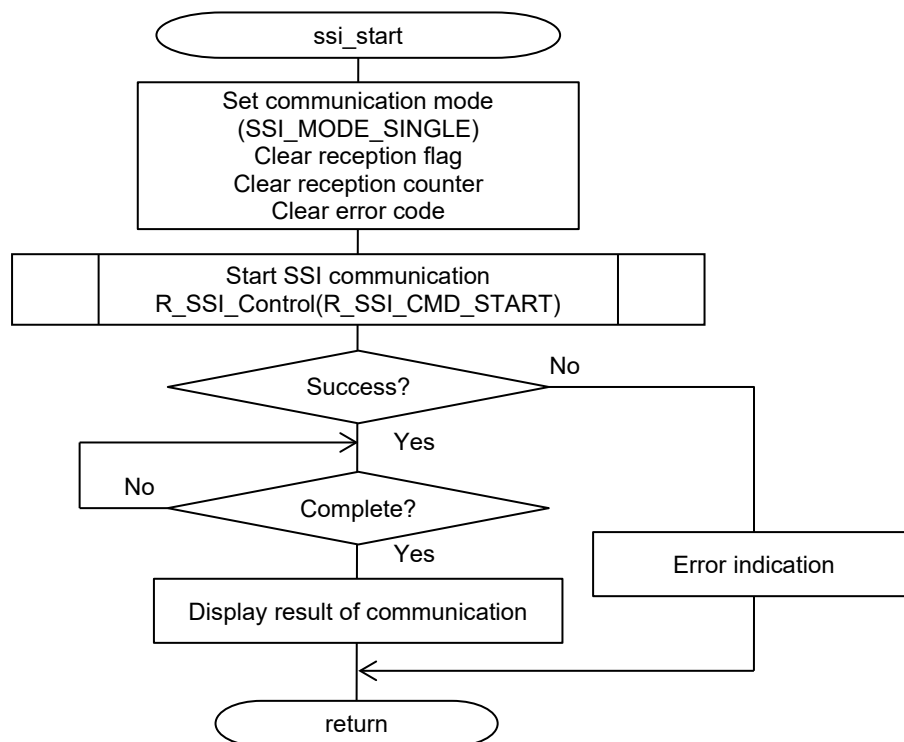 ssi_start
Set communication mode
(SSI_MODE_SINGLE)
Clear reception flag
Clear reception counter
Clear error code
Start SSI communication
R_SSI_Control(R_SSI_CMD_START)
Success?
No
Yes
No
Complete?
Yes
Error indication
Display result of communication
return